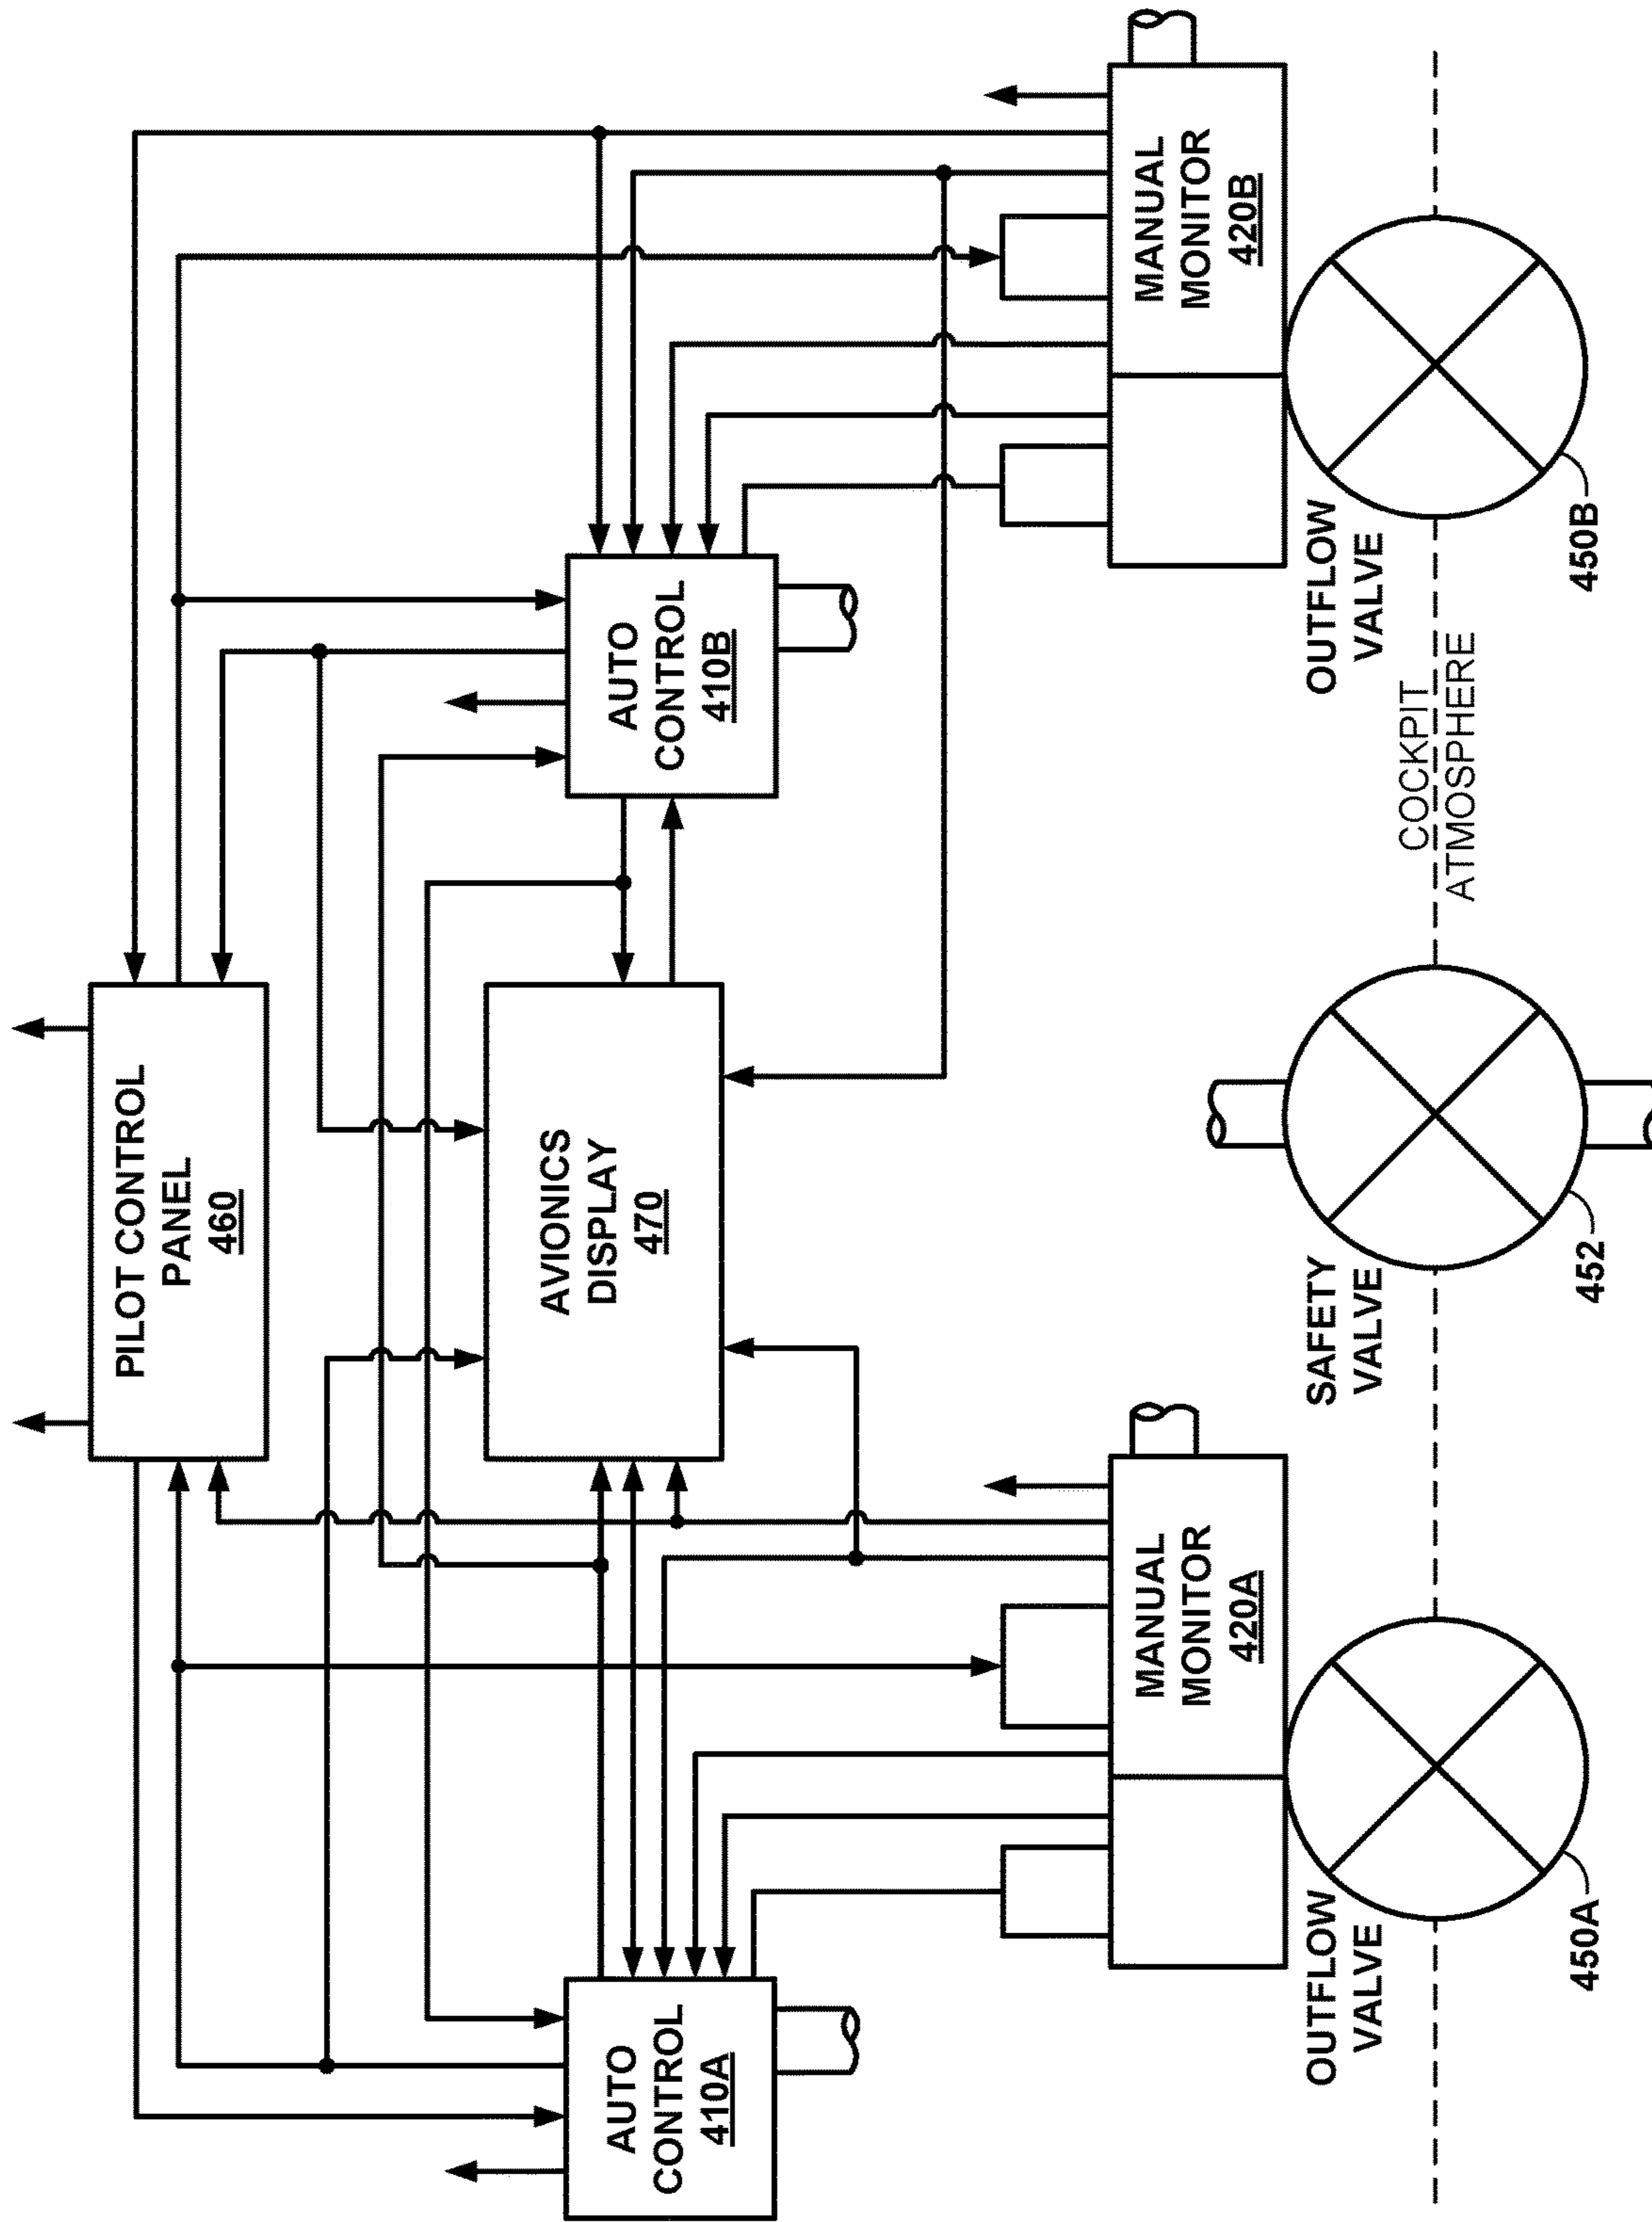 PILOT CONTROL
PANEL
460
AVIONICS
DISPLAY
470
AUTO
CONTROL
410A
AUTO
CONTROL
410B
MANUAL
MONITOR
420A
MANUAL
MONITOR
420B
OUTFLOW
VALVE
450A
SAFETY
VALVE
452
COCKPIT
ATMOSPHERE
OUTFLOW
VALVE
450B